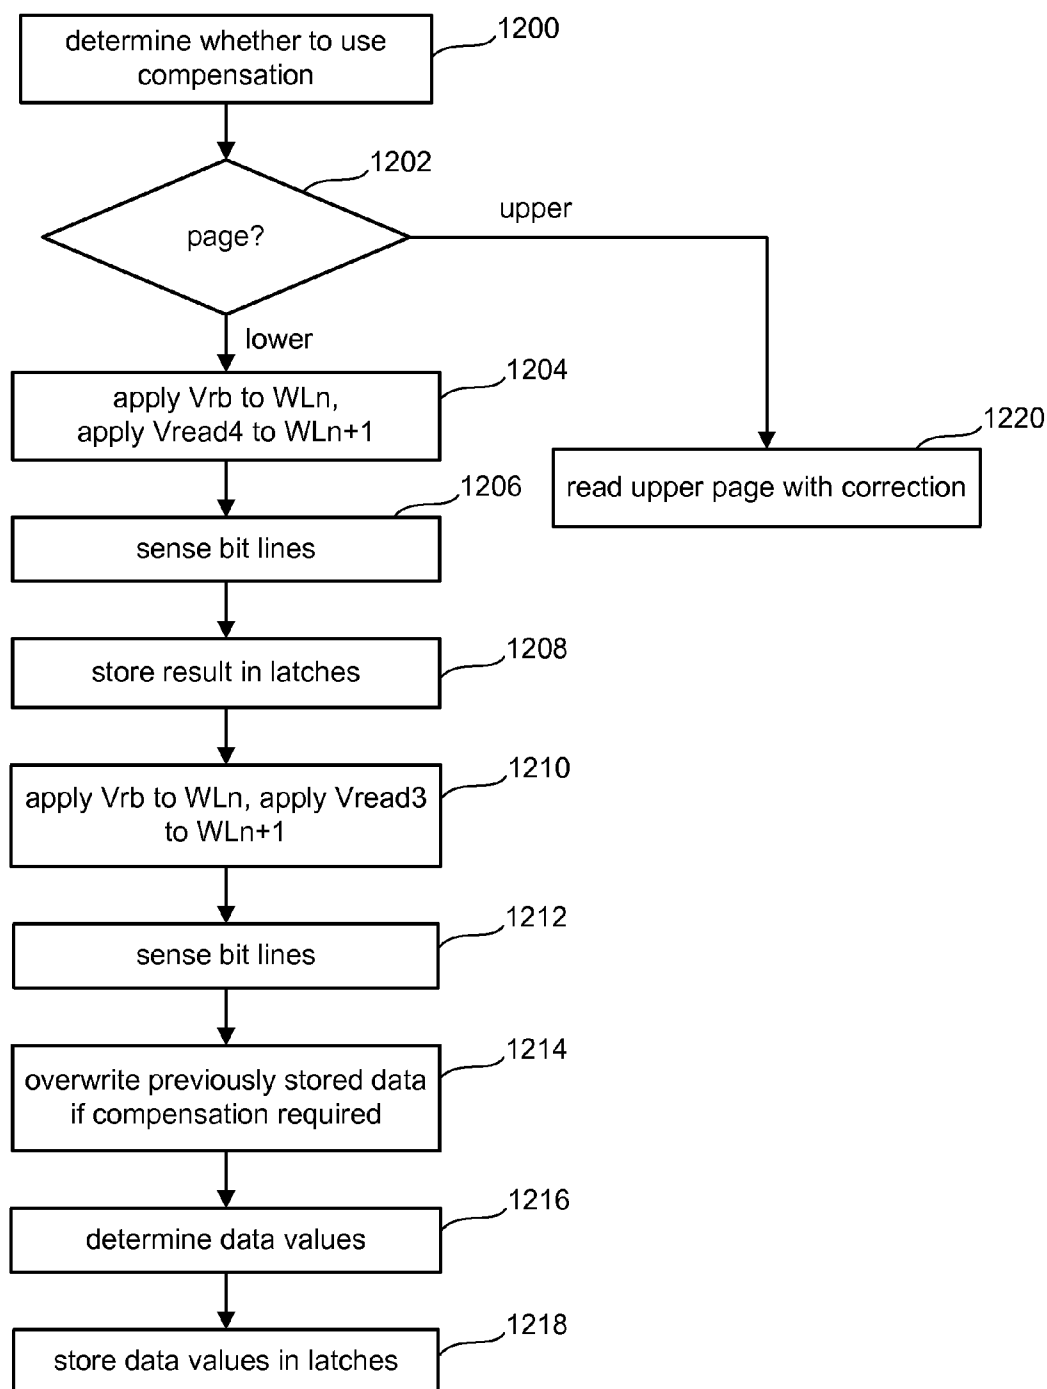 1200
determine whether to use
compensation
1202
page?
upper
lower
1204
apply Vrb to WLn,
apply Vread4 to WLn+1
1220
read upper page with correction
1206
sense bit lines
1208
store result in latches
1210
apply Vrb to WLn, apply Vread3
to WLn+1
1212
sense bit lines
1214
overwrite previously stored data
if compensation required
1216
determine data values
1218
store data values in latches